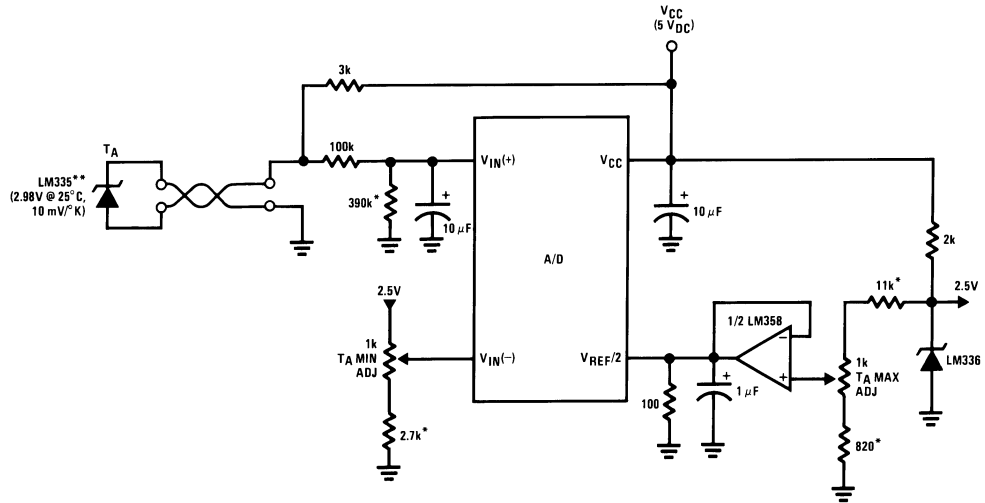 VCC
(5 VDC)
3k
TA
100k
VIN(+)
VCC
LM335**
(2.98V @ 25°C,
10 mV/°K)
390k*
+
10 μF
+
10 μF
2k
A/D
2.5V
11k*
2.5V
1/2 LM358
1k
TA MIN
ADJ
VIN(−)
VREF/2
−
+
LM336
1k
TA MAX
ADJ
+
1 μF
100
2.7k*
820*